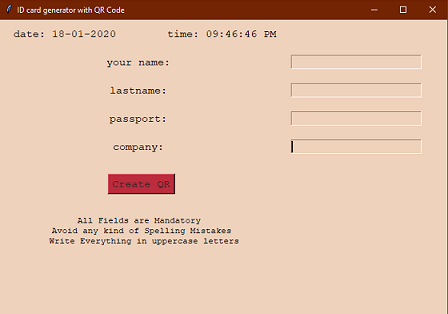 ID card generator with QR Code
date: 18-01-2020 time: 09:46:46 PM
your name:
lastname:
passport:
company:
Create QR
All Fields are Mandatory
Avoid any kind of Spelling Mistakes
Write Everything in uppercase letters